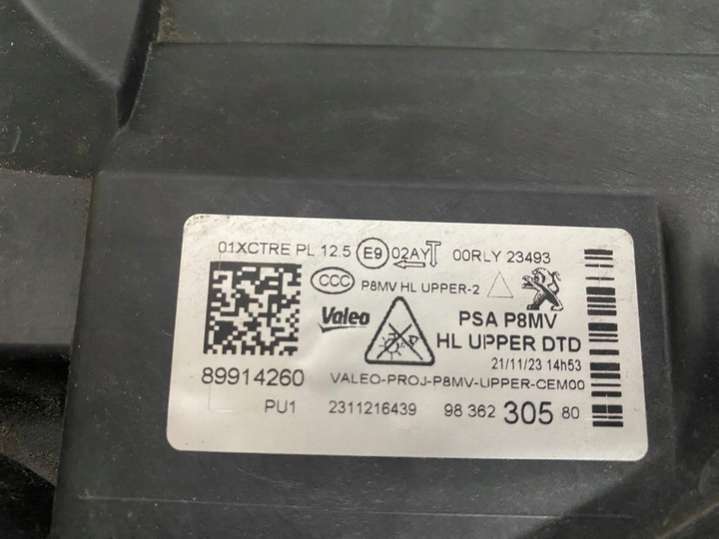 01XCTRE PL 12.5 E9 02AYT 00RLY 23493
CCC P8MV HL UPPER-2
Valeo PSA P8MV
HL UPPER DTD
21/11/23 14h53
89914260 VALEO-PROJ-P8MV-UPPER-CEM00
PU1 2311216439 98 362 305 80